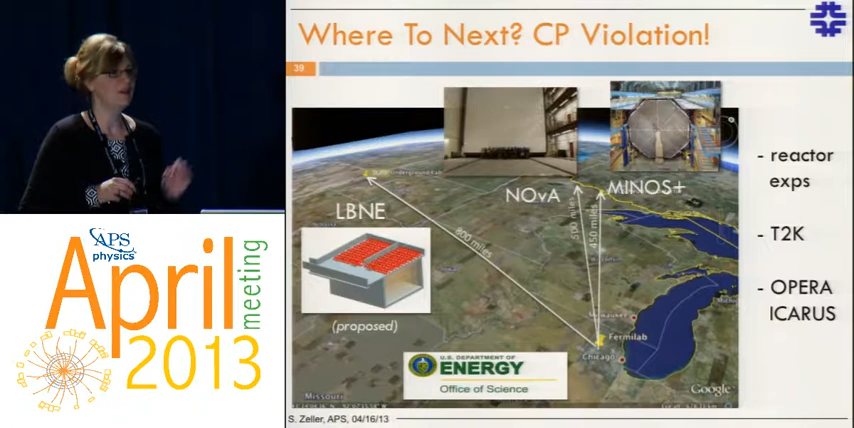 Where To Next? CP Violation!
39
NOvA
MINOS+
LBNE
800 miles
500 miles
450 miles
(proposed)
Milwaukee
Fermilab
Chicago
Missouri
Google
U.S. DEPARTMENT OF
ENERGY
Office of Science
- reactor
exps
- T2K
- OPERA
ICARUS
S. Zeller, APS, 04/16/13
APS
physics
April
meeting
2013